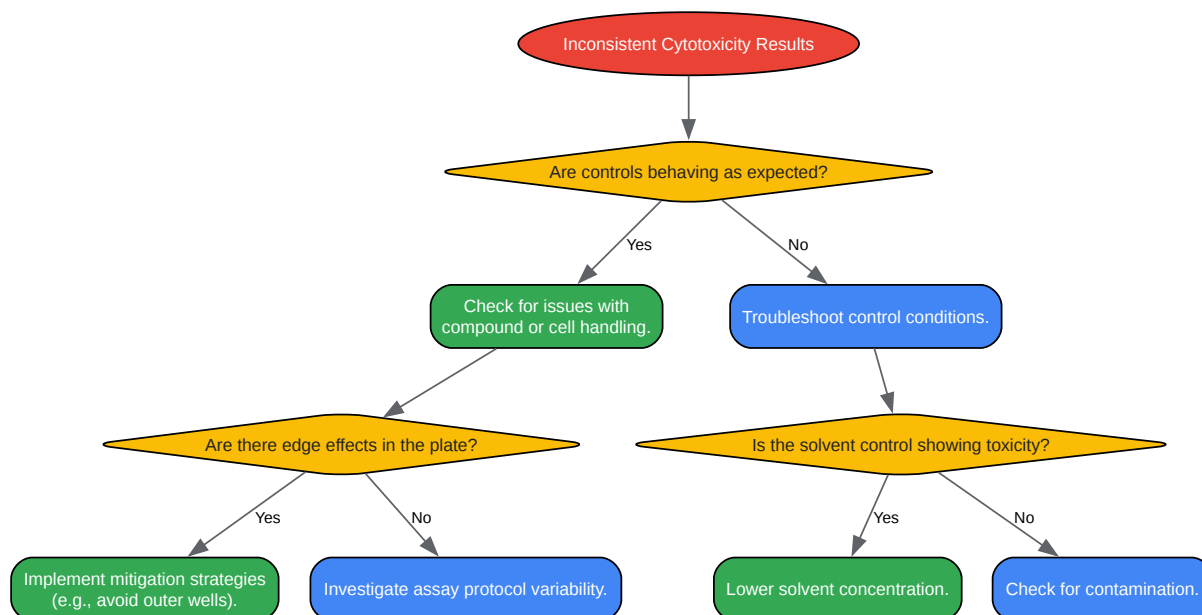 Inconsistent Cytotoxicity Results
Are controls behaving as expected?
Yes
No
Check for issues with
compound or cell handling.
Troubleshoot control conditions.
Are there edge effects in the plate?
Is the solvent control showing toxicity?
Yes
No
Yes
No
Implement mitigation strategies
(e.g., avoid outer wells).
Investigate assay protocol variability.
Lower solvent concentration.
Check for contamination.